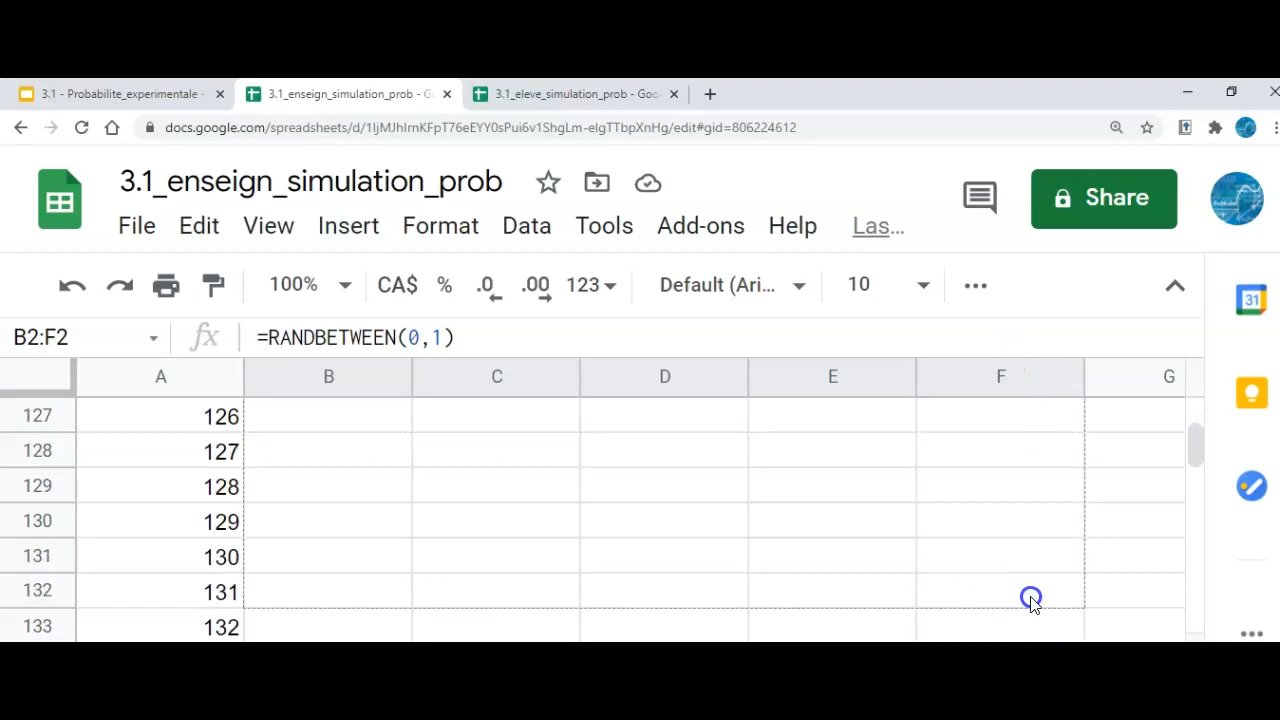 3.1 - Probabilite_experimentale -
3.1_enseign_simulation_prob - G
3.1_eleve_simulation_prob - Goo
docs.google.com/spreadsheets/d/1IjMJhIrnKFpT76eEYY0sPui6v1ShgLm-elgTTbpXnHg/edit#gid=806224612
3.1_enseign_simulation_prob
Share
File Edit View Insert Format Data Tools Add-ons Help Las...
100% CA$ % .0 .00 123 Default (Ari... 10
31
B2:F2 fx =RANDBETWEEN(0,1)
A B C D E F G
127 126
128 127
129 128
130 129
131 130
132 131
133 132